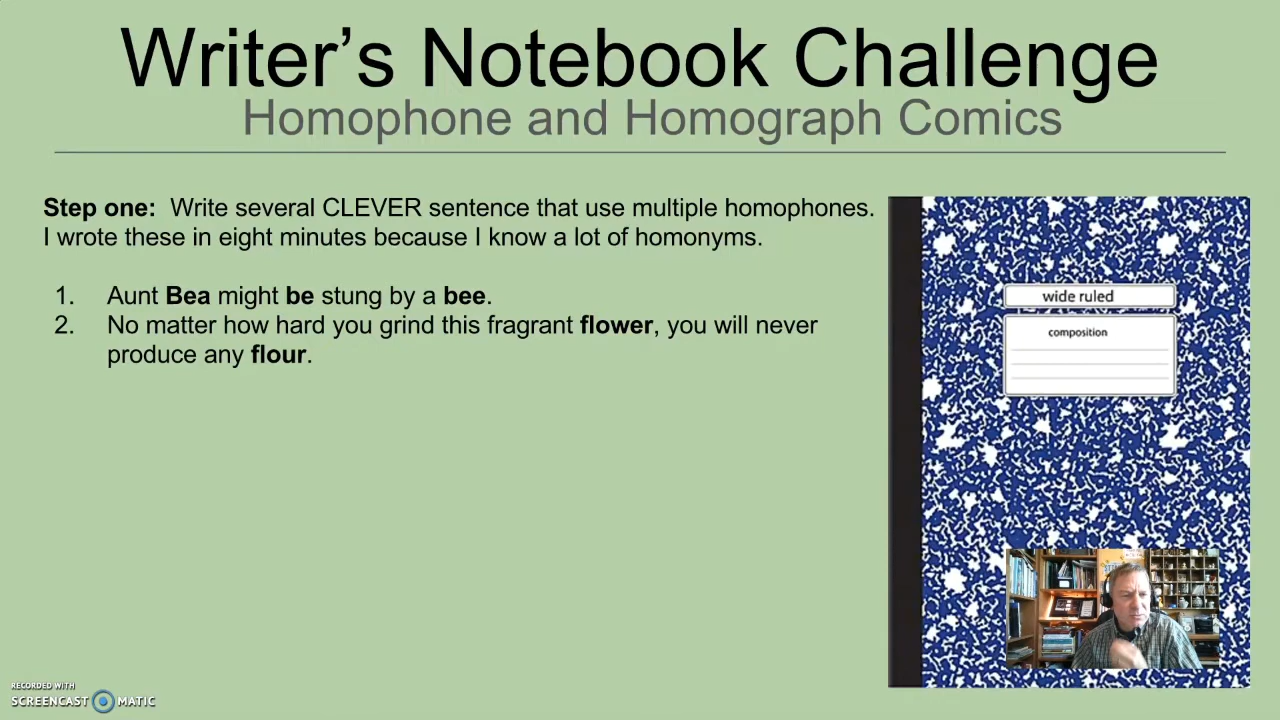 Writer’s Notebook Challenge
Homophone and Homograph Comics
Step one:  Write several CLEVER sentence that use multiple homophones.
I wrote these in eight minutes because I know a lot of homonyms.
1. Aunt Bea might be stung by a bee.
2. No matter how hard you grind this fragrant flower, you will never
produce any flour.
wide ruled
composition
RECORDED WITH
SCREENCAST MATIC